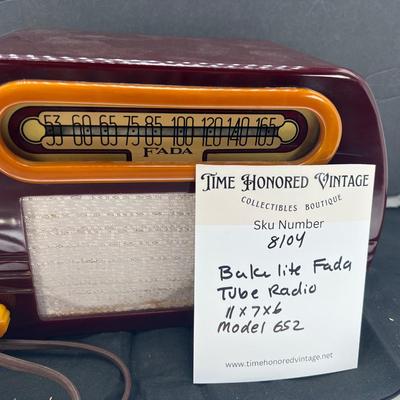 53 60 65 75 85 100 120 140 165
FADA
TIME HONORED VINTAGE
COLLECTIBLES BOUTIQUE
Sku Number
8104
Bakelite Fada
Tube Radio
11 x 7 x 6
Model 652
www.timehonoredvintage.net